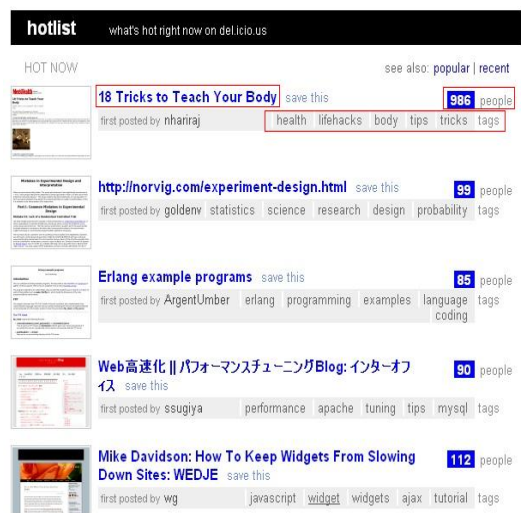 hotlist what's hot right now on del.icio.us
HOT NOW see also: popular | recent
18 Tricks to Teach Your Body save this 986 people
first posted by nhariraj health lifehacks body tips tricks tags
http://norvig.com/experiment-design.html save this 99 people
first posted by goldenv statistics science research design probability tags
Erlang example programs save this 85 people
first posted by ArgentUmber erlang programming examples language tags
coding
Web高速化 || パフォーマンスチューニングBlog: インターオフ 90 people
ィス save this
first posted by ssugiya performance apache tuning tips mysql tags
Mike Davidson: How To Keep Widgets From Slowing 112 people
Down Sites: WEDJE save this
first posted by wg javascript widget widgets ajax tutorial tags